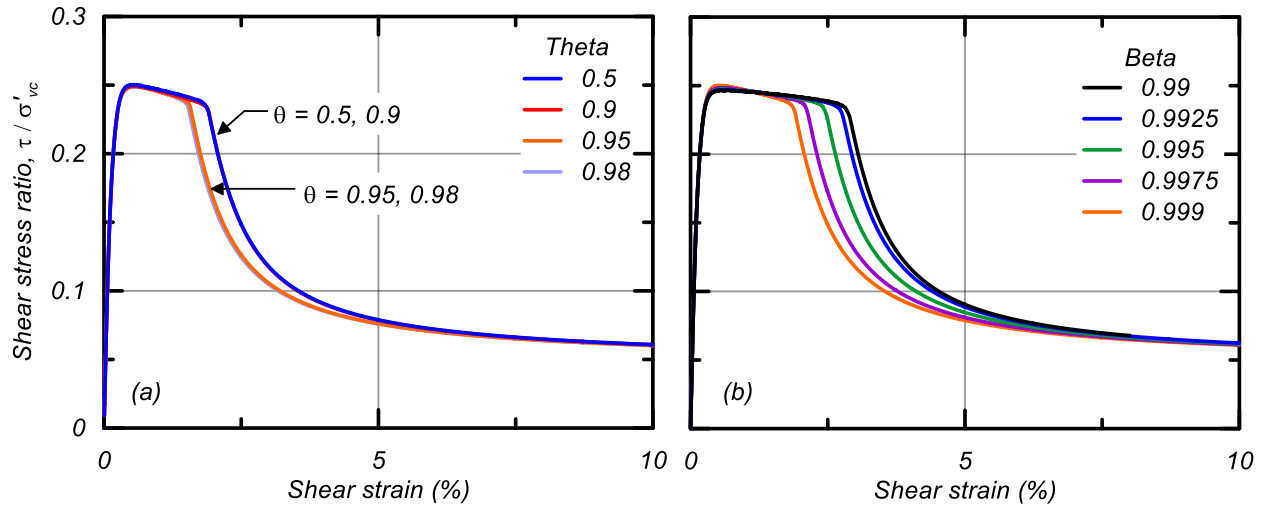 0.3
0.2
0.1
0
Shear stress ratio, τ / σ'vc
Theta
0.5
0.9
0.95
0.98
θ = 0.5, 0.9
θ = 0.95, 0.98
(a)
0
5
10
Shear strain (%)
Beta
0.99
0.9925
0.995
0.9975
0.999
(b)
0
5
10
Shear strain (%)